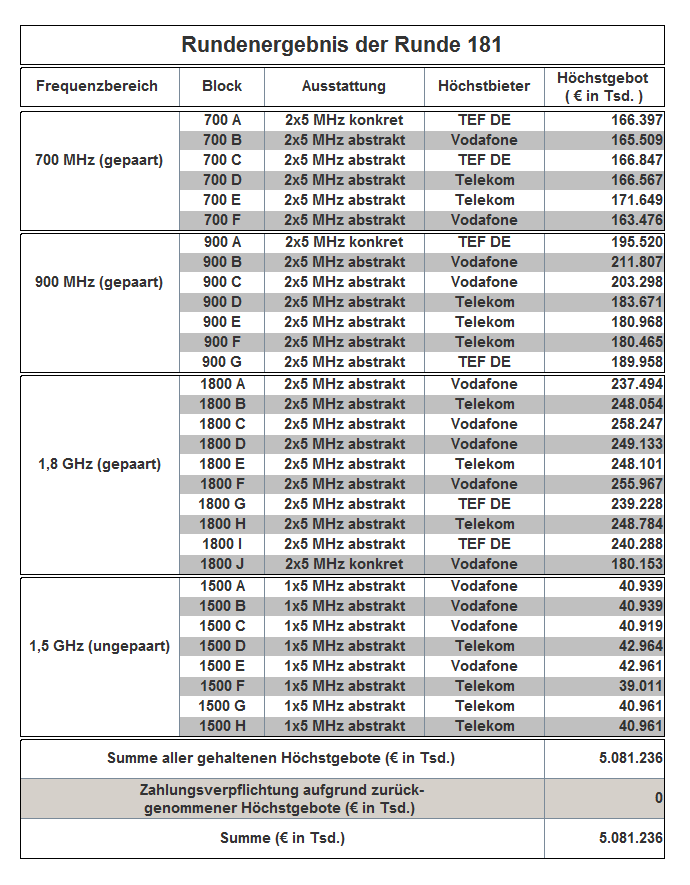 Rundenergebnis der Runde 181
Frequenzbereich Block Ausstattung Höchstbieter Höchstgebot
( € in Tsd. )
700 A 2x5 MHz konkret TEF DE 166.397
700 B 2x5 MHz abstrakt Vodafone 165.509
700 MHz (gepaart) 700 C 2x5 MHz abstrakt TEF DE 166.847
700 D 2x5 MHz abstrakt Telekom 166.567
700 E 2x5 MHz abstrakt Telekom 171.649
700 F 2x5 MHz abstrakt Vodafone 163.476
900 A 2x5 MHz konkret TEF DE 195.520
900 B 2x5 MHz abstrakt Vodafone 211.807
900 MHz (gepaart) 900 C 2x5 MHz abstrakt Vodafone 203.298
900 D 2x5 MHz abstrakt Telekom 183.671
900 E 2x5 MHz abstrakt Telekom 180.968
900 F 2x5 MHz abstrakt Telekom 180.465
900 G 2x5 MHz abstrakt TEF DE 189.958
1800 A 2x5 MHz abstrakt Vodafone 237.494
1800 B 2x5 MHz abstrakt Telekom 248.054
1800 C 2x5 MHz abstrakt Vodafone 258.247
1800 D 2x5 MHz abstrakt Vodafone 249.133
1,8 GHz (gepaart) 1800 E 2x5 MHz abstrakt Telekom 248.101
1800 F 2x5 MHz abstrakt Vodafone 255.967
1800 G 2x5 MHz abstrakt TEF DE 239.228
1800 H 2x5 MHz abstrakt Telekom 248.784
1800 I 2x5 MHz abstrakt TEF DE 240.288
1800 J 2x5 MHz konkret Vodafone 180.153
1500 A 1x5 MHz abstrakt Vodafone 40.939
1500 B 1x5 MHz abstrakt Vodafone 40.939
1500 C 1x5 MHz abstrakt Vodafone 40.919
1,5 GHz (ungepaart) 1500 D 1x5 MHz abstrakt Telekom 42.964
1500 E 1x5 MHz abstrakt Vodafone 42.961
1500 F 1x5 MHz abstrakt Telekom 39.011
1500 G 1x5 MHz abstrakt Telekom 40.961
1500 H 1x5 MHz abstrakt Telekom 40.961
Summe aller gehaltenen Höchstgebote (€ in Tsd.) 5.081.236
Zahlungsverpflichtung aufgrund zurück-
genommener Höchstgebote (€ in Tsd.) 0
Summe (€ in Tsd.) 5.081.236